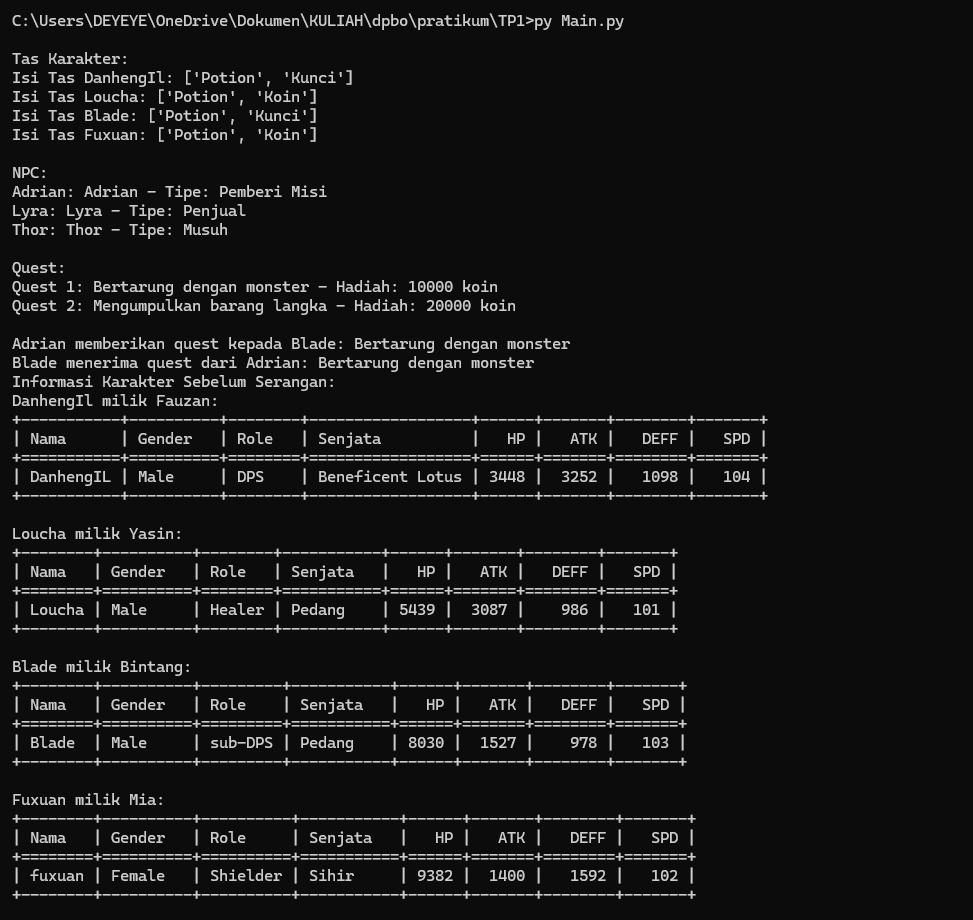 C:\Users\DEYEYE\OneDrive\Dokumen\KULIAH\dpbo\pratikum\TP1>py Main.py
Tas Karakter:
Isi Tas DanhengIl: ['Potion', 'Kunci']
Isi Tas Loucha: ['Potion', 'Koin']
Isi Tas Blade: ['Potion', 'Kunci']
Isi Tas Fuxuan: ['Potion', 'Koin']
NPC:
Adrian: Adrian - Tipe: Pemberi Misi
Lyra: Lyra - Tipe: Penjual
Thor: Thor - Tipe: Musuh
Quest:
Quest 1: Bertarung dengan monster - Hadiah: 10000 koin
Quest 2: Mengumpulkan barang langka - Hadiah: 20000 koin
Adrian memberikan quest kepada Blade: Bertarung dengan monster
Blade menerima quest dari Adrian: Bertarung dengan monster
Informasi Karakter Sebelum Serangan:
DanhengIl milik Fauzan:
+-----------+----------+--------+------------------+------+-------+--------+-------+
| Nama      | Gender   | Role   | Senjata          |   HP |   ATK |   DEFF |   SPD |
+===========+==========+========+==================+======+=======+========+=======+
| DanhengIL | Male     | DPS    | Beneficent Lotus | 3448 |  3252 |   1098 |   104 |
+-----------+----------+--------+------------------+------+-------+--------+-------+
Loucha milik Yasin:
+--------+----------+--------+-----------+------+-------+--------+-------+
| Nama   | Gender   | Role   | Senjata   |   HP |   ATK |   DEFF |   SPD |
+========+==========+========+===========+======+=======+========+=======+
| Loucha | Male     | Healer | Pedang    | 5439 |  3087 |    986 |   101 |
+--------+----------+--------+-----------+------+-------+--------+-------+
Blade milik Bintang:
+--------+----------+---------+-----------+------+-------+--------+-------+
| Nama   | Gender   | Role    | Senjata   |   HP |   ATK |   DEFF |   SPD |
+========+==========+=========+===========+======+=======+========+=======+
| Blade  | Male     | sub-DPS | Pedang    | 8030 |  1527 |    978 |   103 |
+--------+----------+---------+-----------+------+-------+--------+-------+
Fuxuan milik Mia:
+--------+----------+----------+-----------+------+-------+--------+-------+
| Nama   | Gender   | Role     | Senjata   |   HP |   ATK |   DEFF |   SPD |
+========+==========+==========+===========+======+=======+========+=======+
| fuxuan | Female   | Shielder | Sihir     | 9382 |  1400 |   1592 |   102 |
+--------+----------+----------+-----------+------+-------+--------+-------+